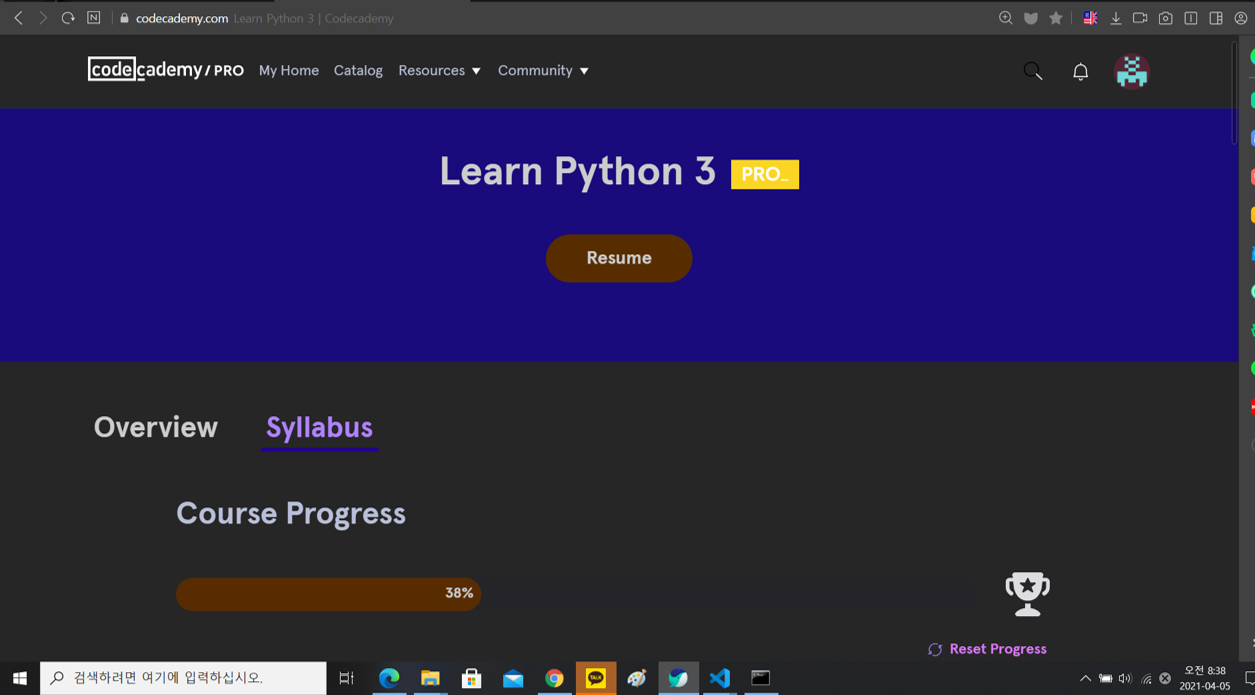 codecademy.com Learn Python 3 | Codecademy
codecademy / PRO My Home Catalog Resources Community
Learn Python 3 PRO_
Resume
Overview Syllabus
Course Progress
38%
Reset Progress
검색하려면 여기에 입력하십시오.
TALK
오전 8:38
2021-04-05